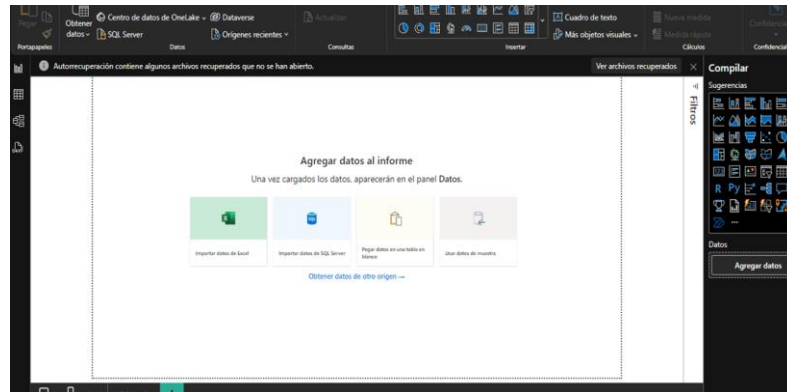 Pegar
Obtener datos
Centro de datos de OneLake
Dataverse
SQL Server
Orígenes recientes
Actualizar
Cuadro de texto
Más objetos visuales
Nueva medida
Medida rápida
Confidencial
Portapapeles
Datos
Consultas
Insertar
Cálculos
Confidencial
Autorrecuperación contiene algunos archivos recuperados que no se han abierto.
Ver archivos recuperados
Compilar
Sugerencias
Filtros
Agregar datos al informe
Una vez cargados los datos, aparecerán en el panel Datos.
Importar datos de Excel
Importar datos de SQL Server
Pegar datos en una tabla en
blanco
Usar datos de muestra
Obtener datos de otro origen →
R
Py
Datos
Agregar datos